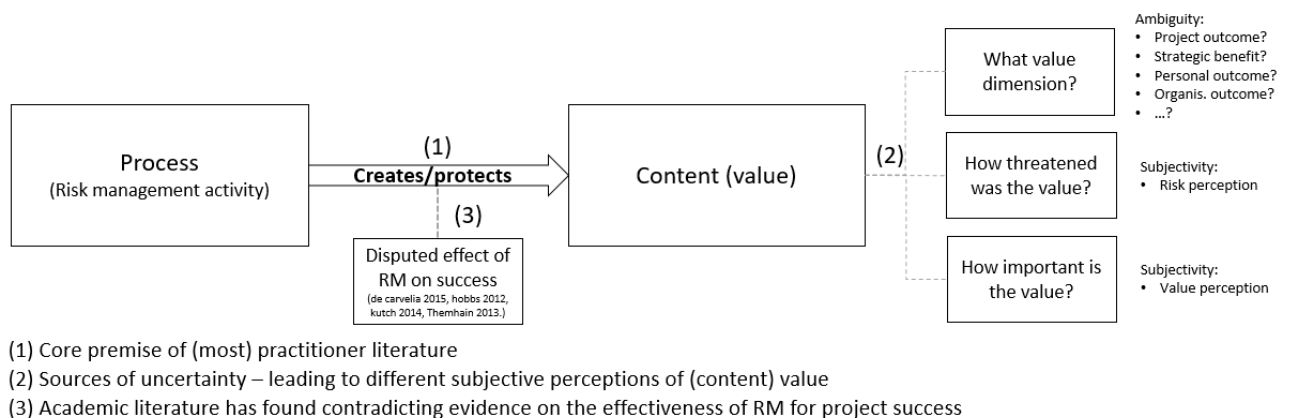 Process
(Risk management activity)
(1)
Creates/protects
(3)
Disputed effect of
RM on success
(de carvelia 2015, hobbs 2012,
kutch 2014, Themhain 2013.)
Content (value)
(2)
What value
dimension?
Ambiguity:
• Project outcome?
• Strategic benefit?
• Personal outcome?
• Organis. outcome?
• ...?
How threatened
was the value?
Subjectivity:
• Risk perception
How important is
the value?
Subjectivity:
• Value perception
(1) Core premise of (most) practitioner literature
(2) Sources of uncertainty – leading to different subjective perceptions of (content) value
(3) Academic literature has found contradicting evidence on the effectiveness of RM for project success